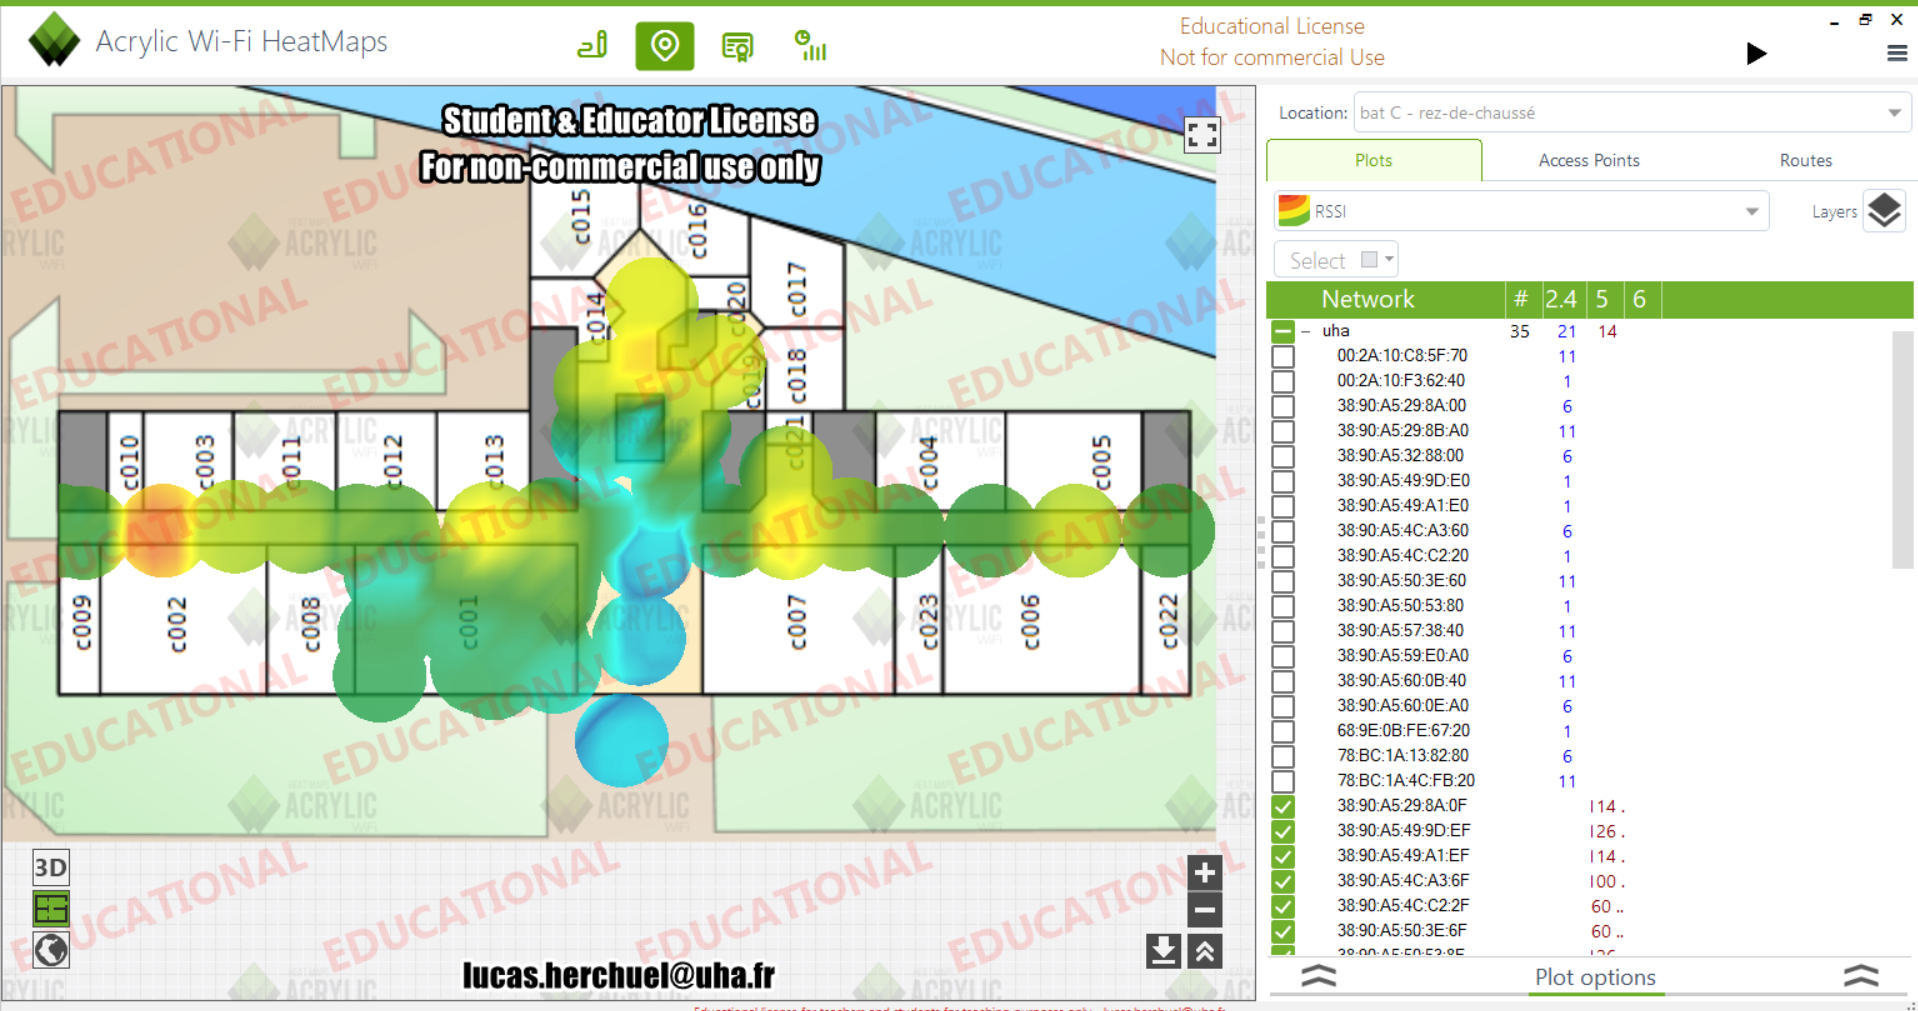 Acrylic Wi-Fi HeatMaps
Educational License
Not for commercial Use
Student & Educator License
For non-commercial use only
Location:
bat C - rez-de-chaussé
Plots
Access Points
Routes
RSSI
Layers
Select
Network # 2.4 5 6
uha 35 21 14
00:2A:10:C8:5F:70 11
00:2A:10:F3:62:40 1
38:90:A5:29:8A:00 6
38:90:A5:29:8B:A0 11
38:90:A5:32:88:00 6
38:90:A5:49:9D:E0 1
38:90:A5:49:A1:E0 1
38:90:A5:4C:A3:60 6
38:90:A5:4C:C2:20 1
38:90:A5:50:3E:60 11
38:90:A5:50:53:80 1
38:90:A5:57:38:40 11
38:90:A5:59:E0:A0 6
38:90:A5:60:0B:40 11
38:90:A5:60:0E:A0 6
68:9E:0B:FE:67:20 1
78:BC:1A:13:82:80 6
78:BC:1A:4C:FB:20 11
38:90:A5:29:8A:0F 114 .
38:90:A5:49:9D:EF 126 .
38:90:A5:49:A1:EF 114 .
38:90:A5:4C:A3:6F 100 .
38:90:A5:4C:C2:2F 60 ..
38:90:A5:50:3E:6F 60 ..
Plot options
c015
c016
c017
c014
c020
c019
c018
c021
c010
c003
c011
c012
c013
c004
c005
c009
c002
c008
c001
c007
c023
c006
c022
EDUCATIONAL
ACRYLIC
WiFi
3D
lucas.herchuel@uha.fr